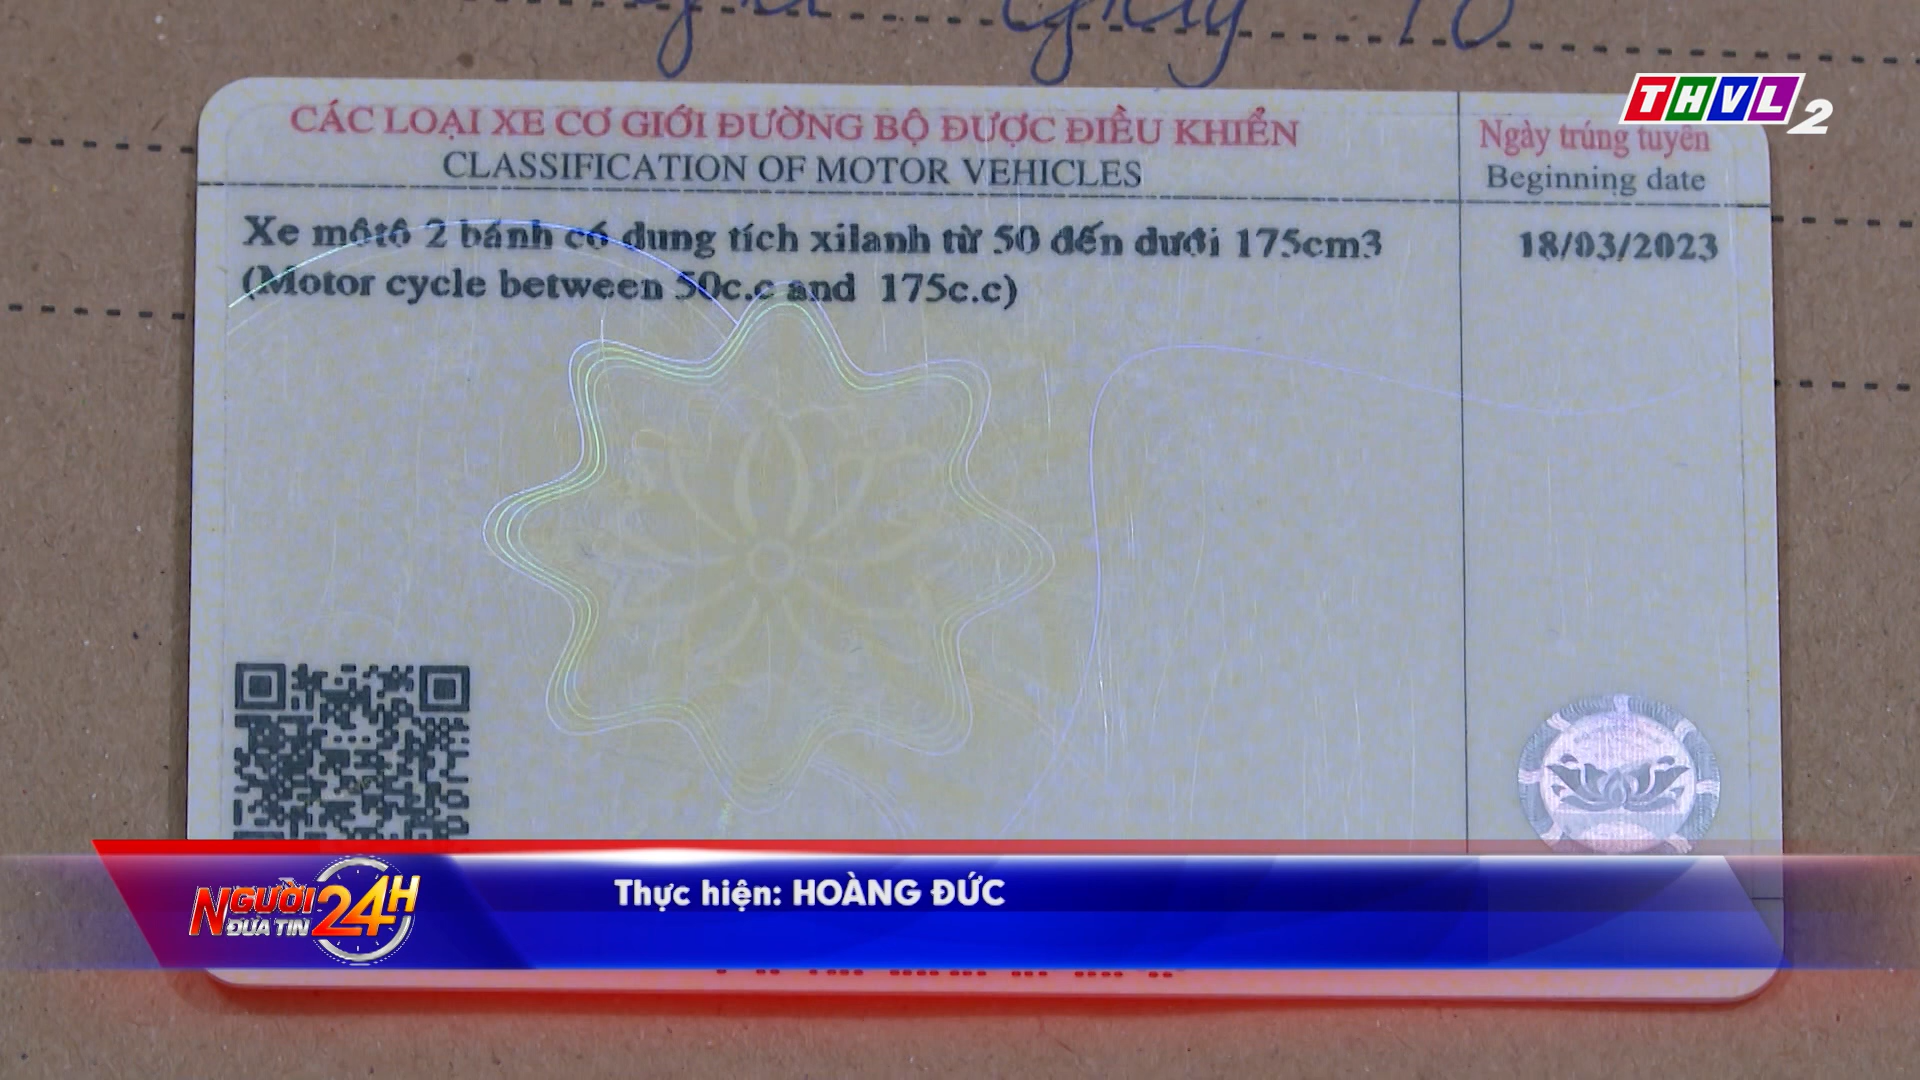 THVL2
CÁC LOẠI XE CƠ GIỚI ĐƯỜNG BỘ ĐƯỢC ĐIỀU KHIỂN
CLASSIFICATION OF MOTOR VEHICLES
Ngày trúng tuyển
Beginning date
Xe môtô 2 bánh có dung tích xilanh từ 50 đến dưới 175cm3
(Motor cycle between 50c.c and 175c.c)
18/03/2023
NGƯỜI ĐƯA TIN 24H
Thực hiện: HOÀNG ĐỨC